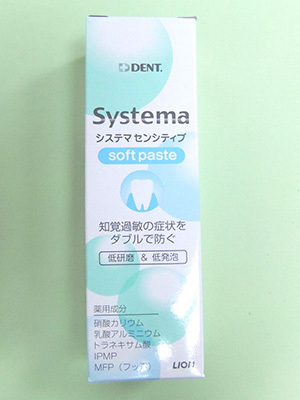 DENT.
Systema
システマ センシティブ
soft paste
知覚過敏の症状を
ダブルで防ぐ
低研磨 & 低発泡
薬用成分
硝酸カリウム
乳酸アルミニウム
トラネキサム酸
IPMP
MFP（フッ素）
LION